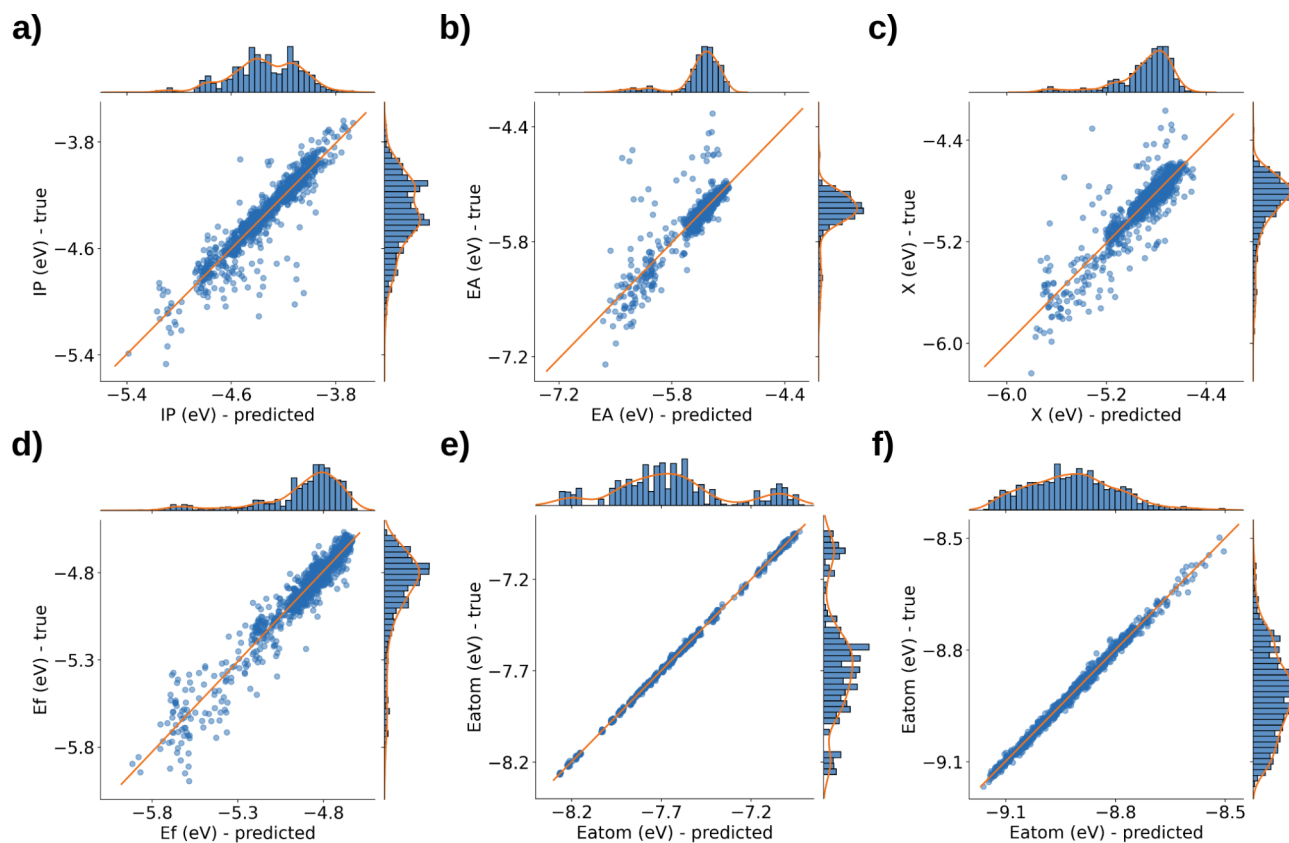 a)
−3.8
−4.6
−5.4
IP (eV) - true
−5.4 −4.6 −3.8
IP (eV) - predicted
b)
−4.4
−5.8
−7.2
EA (eV) - true
−7.2 −5.8 −4.4
EA (eV) - predicted
c)
−4.4
−5.2
−6.0
X (eV) - true
−6.0 −5.2 −4.4
X (eV) - predicted
d)
−4.8
−5.3
−5.8
Ef (eV) - true
−5.8 −5.3 −4.8
Ef (eV) - predicted
e)
−7.2
−7.7
−8.2
Eatom (eV) - true
−8.2 −7.7 −7.2
Eatom (eV) - predicted
f)
−8.5
−8.8
−9.1
Eatom (eV) - true
−9.1 −8.8 −8.5
Eatom (eV) - predicted